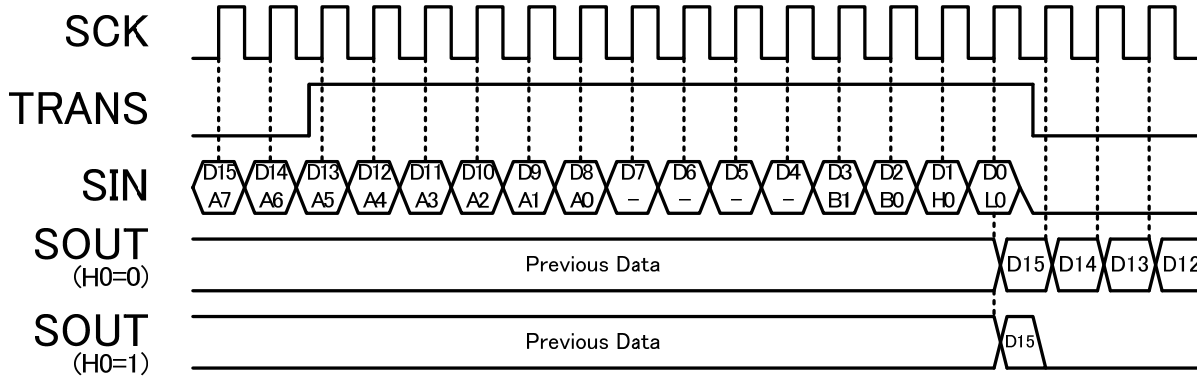 SCK
TRANS
SIN
D15 D14 D13 D12 D11 D10 D9 D8 D7 D6 D5 D4 D3 D2 D1 D0
A7 A6 A5 A4 A3 A2 A1 A0 - - - - B1 B0 H0 L0
SOUT
(H0=0)
Previous Data
D15 D14 D13 D12
SOUT
(H0=1)
Previous Data
D15